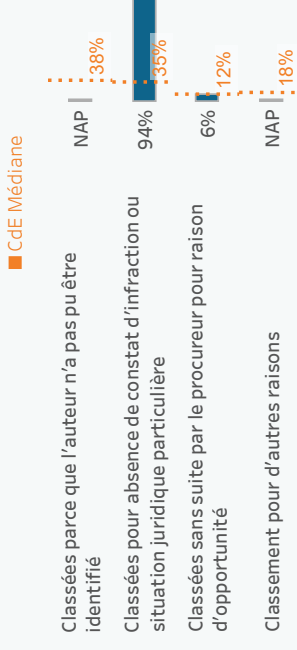 CdE Médiane
Classées parce que l'auteur n'a pas pu être
identifié
NAP
38%
Classées pour absence de constat d'infraction ou
situation juridique particulière
94%
35%
Classées sans suite par le procureur pour raison
d'opportunité
6%
12%
Classement pour d'autres raisons
NAP
18%